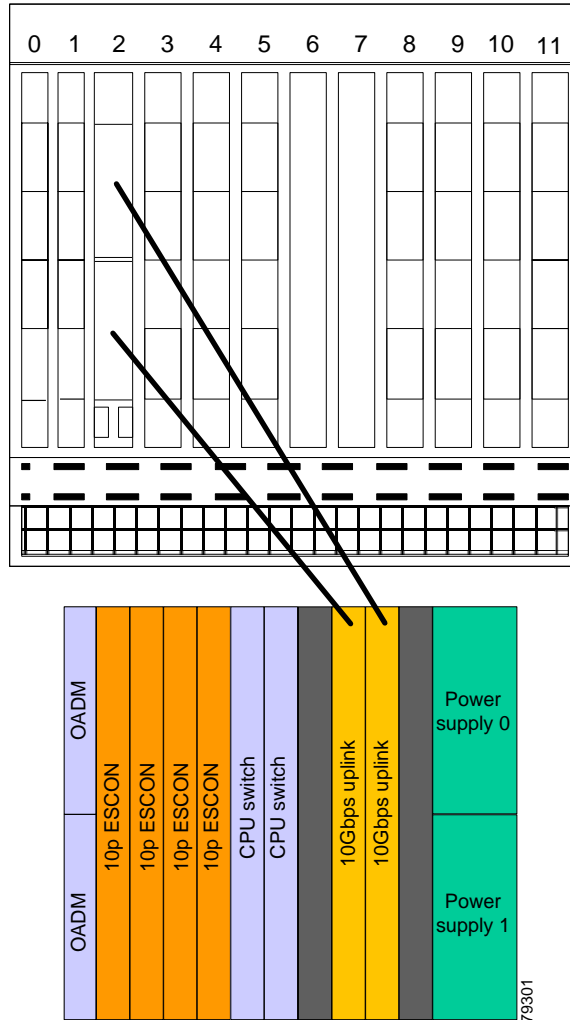 0 1 2 3 4 5 6 7 8 9 10 11
OADM
OADM
10p ESCON
10p ESCON
10p ESCON
10p ESCON
CPU switch
CPU switch
10Gbps uplink
10Gbps uplink
Power
supply 0
Power
supply 1
79301